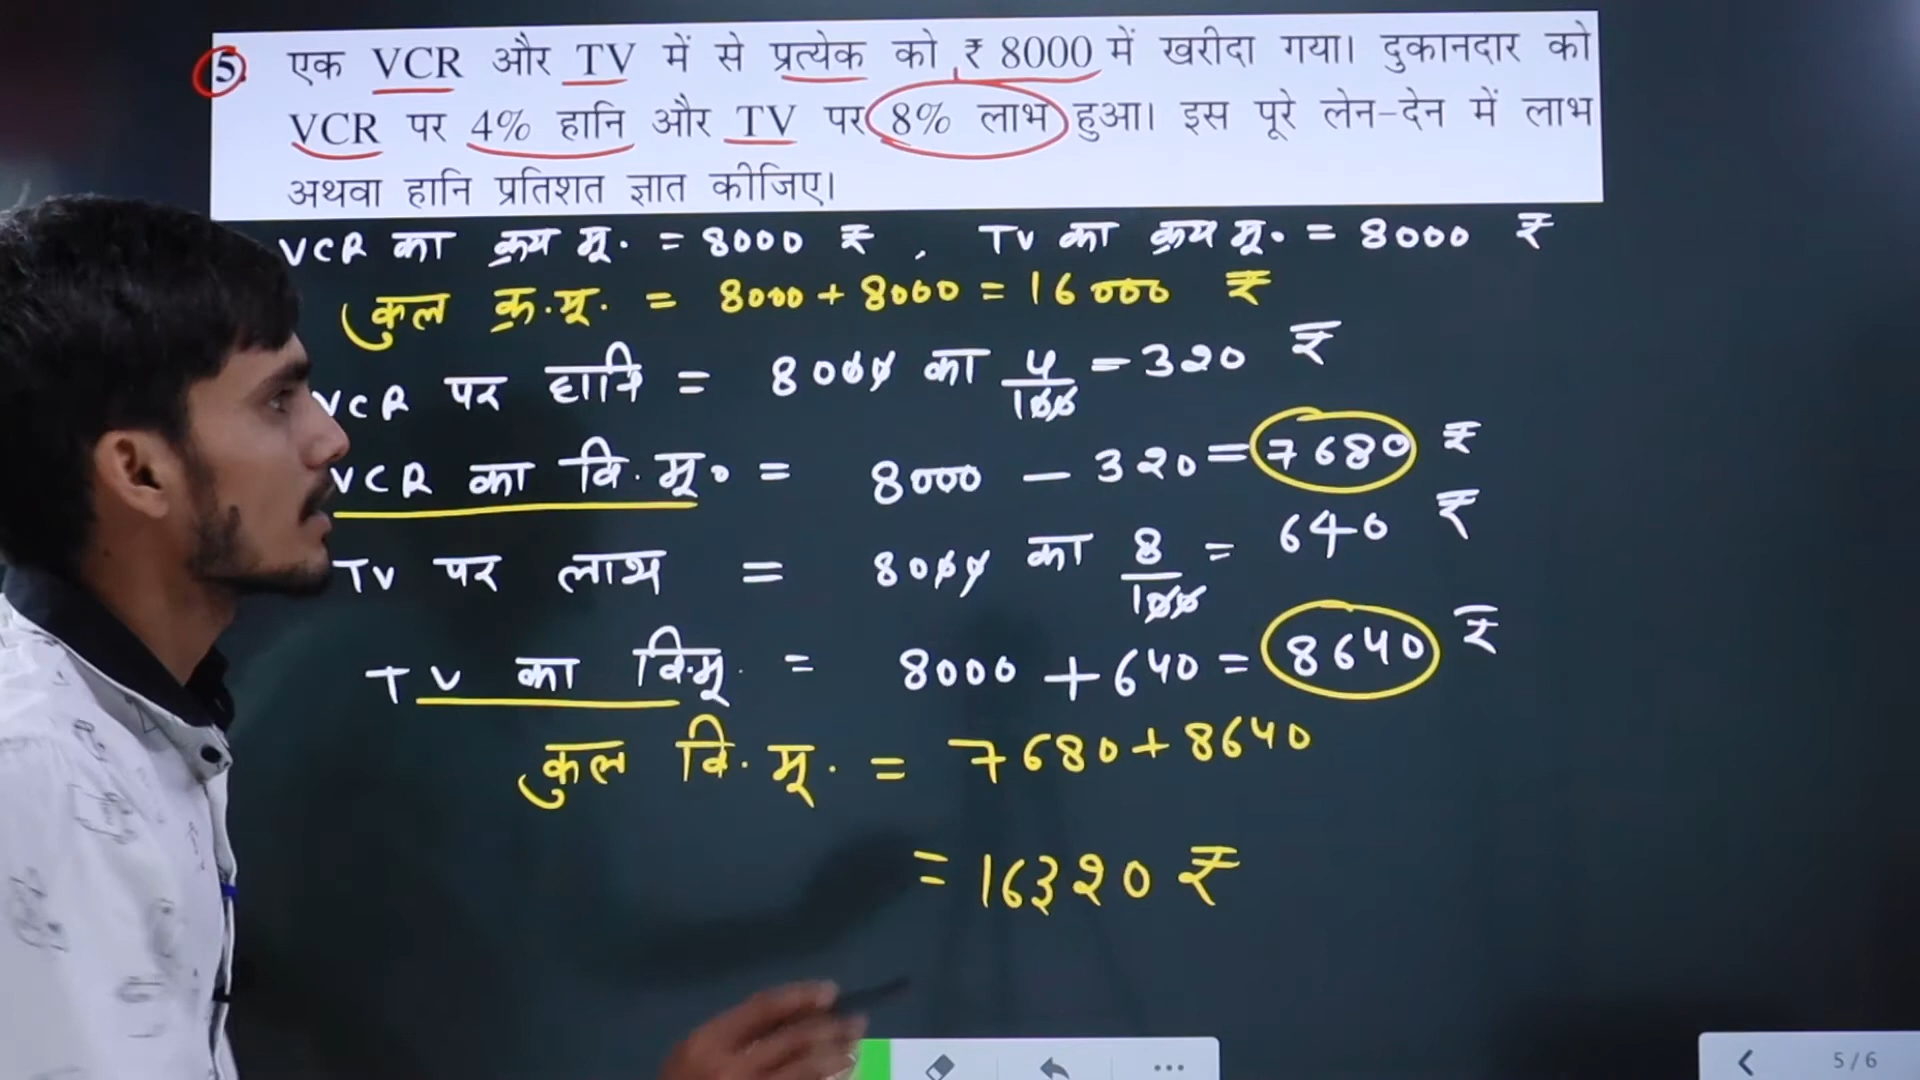 5. एक VCR और TV में से प्रत्येक को ₹ 8000 में खरीदा गया। दुकानदार को
VCR पर 4% हानि और TV पर 8% लाभ हुआ। इस पूरे लेन-देन में लाभ
अथवा हानि प्रतिशत ज्ञात कीजिए।
VCR का क्रय मू. = 8000 ₹ , TV का क्रय मू० = 8000 ₹
कुल क्र.मू. = 8000 + 8000 = 16000 ₹
VCR पर हानि = 8000 का 4/100 = 320 ₹
VCR का वि.मू० = 8000 - 320 = 7680 ₹
TV पर लाभ = 8000 का 8/100 = 640 ₹
TV का वि.मू. = 8000 + 640 = 8640 ₹
कुल वि.मू. = 7680 + 8640
= 16320 ₹
5 / 6